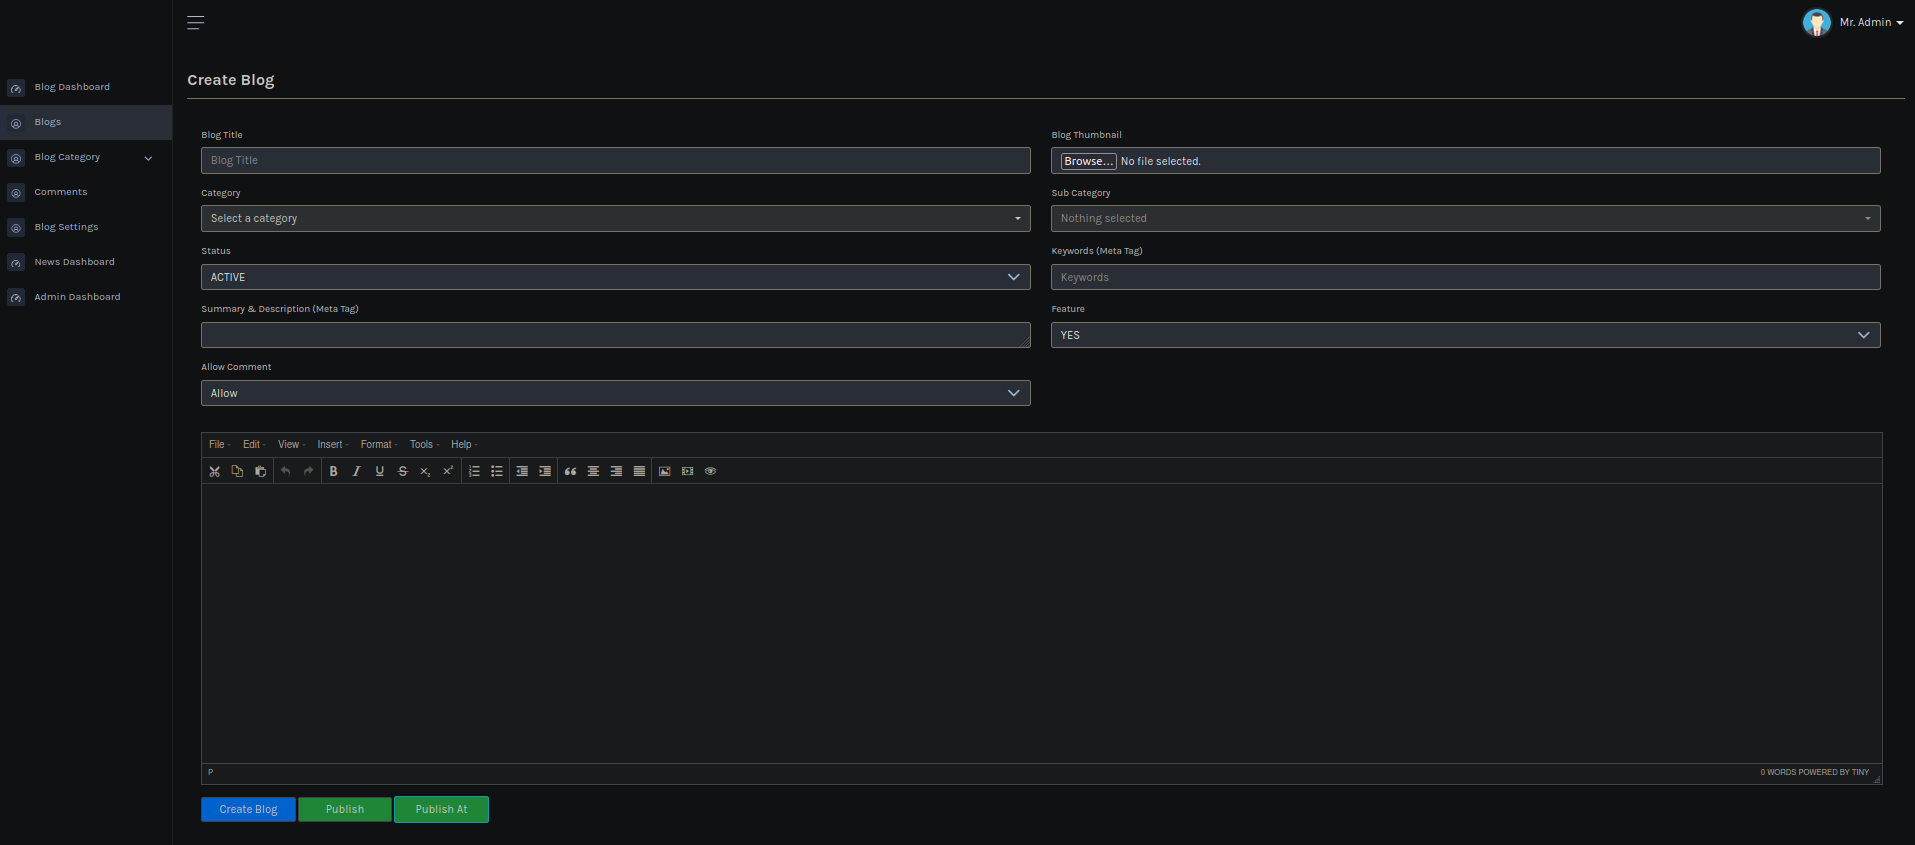 Mr. Admin
Blog Dashboard
Blogs
Blog Category
Comments
Blog Settings
News Dashboard
Admin Dashboard
Create Blog
Blog Title
Blog Title
Blog Thumbnail
Browse... No file selected.
Category
Select a category
Sub Category
Nothing selected
Status
ACTIVE
Keywords (Meta Tag)
Keywords
Summary & Description (Meta Tag)
Feature
YES
Allow Comment
Allow
File Edit View Insert Format Tools Help
P
0 WORDS POWERED BY TINY
Create Blog Publish Publish At